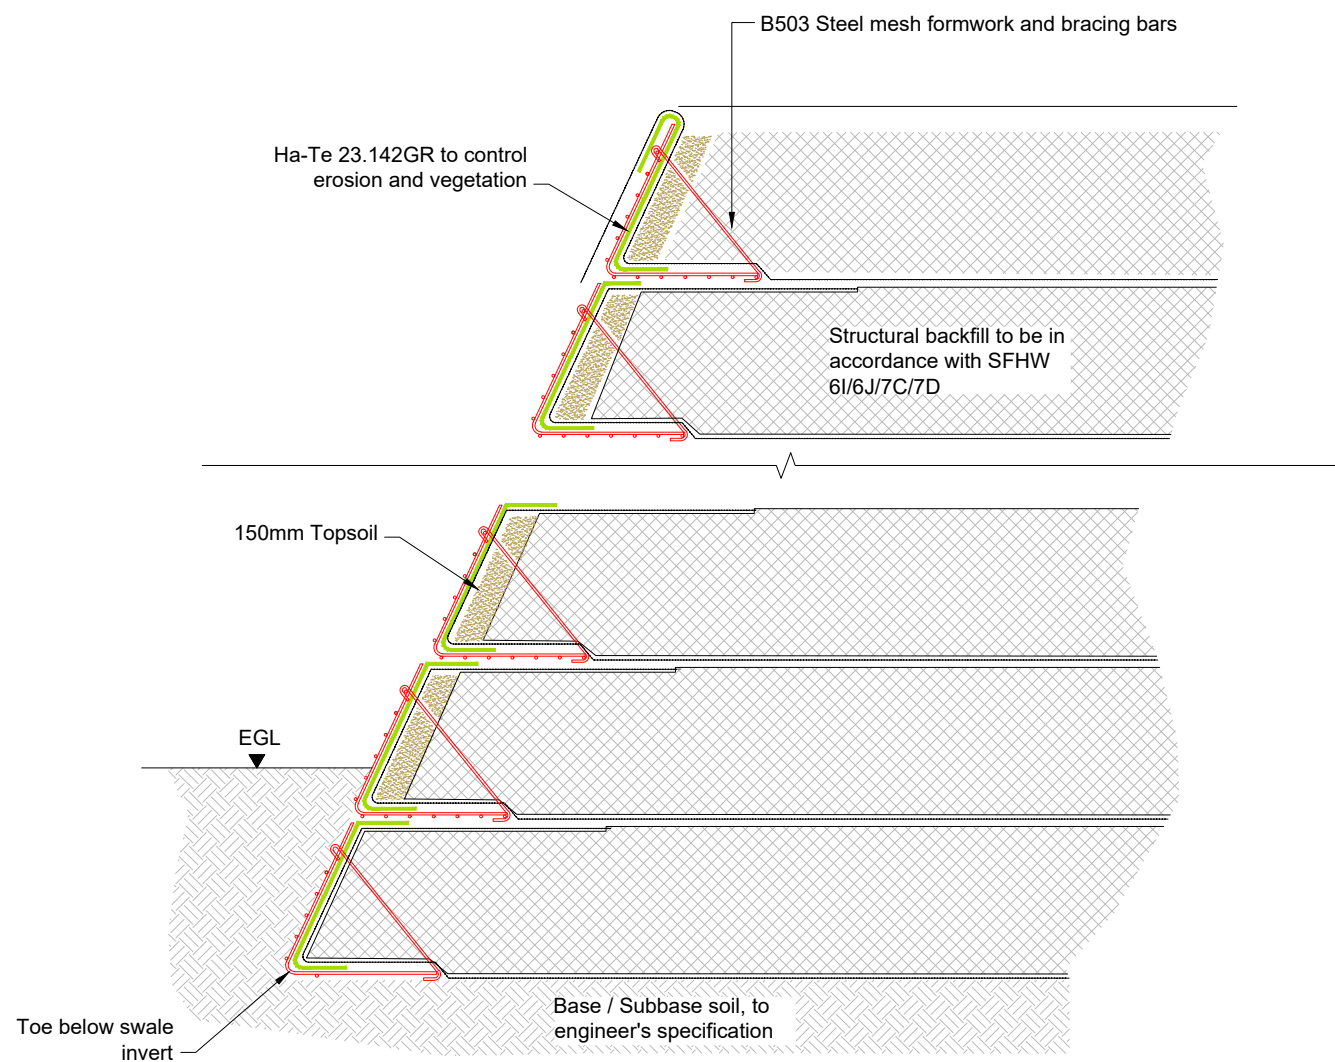 B503 Steel mesh formwork and bracing bars
Ha-Te 23.142GR to control
erosion and vegetation
Structural backfill to be in
accordance with SFHW
6I/6J/7C/7D
150mm Topsoil
EGL
Base / Subbase soil, to
engineer's specification
Toe below swale
invert